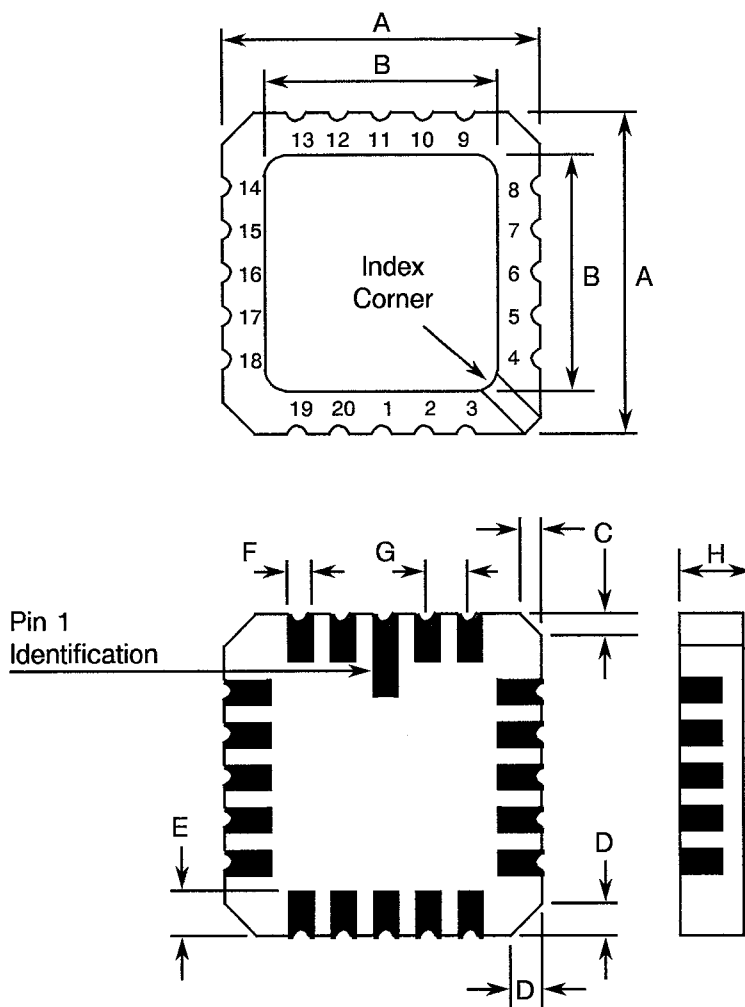 A
B
13 12 11 10 9
14 8
15 7
16 6
17 5
18 4
Index
Corner
B A
19 20 1 2 3
F G C H
Pin 1
Identification
E D
D